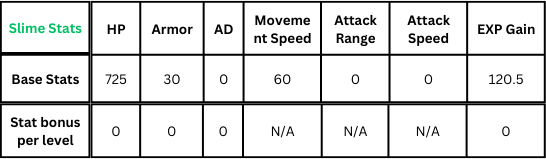 Slime Stats HP Armor AD Moveme nt Speed Attack Range Attack Speed EXP Gain
Base Stats 725 30 0 60 0 0 120.5
Stat bonus per level 0 0 0 N/A N/A N/A 0